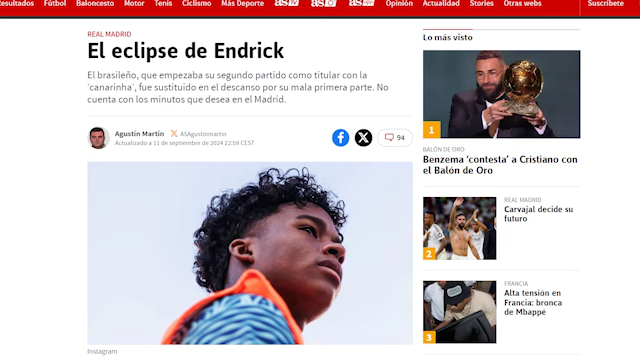 Resultados Fútbol Baloncesto Motor Tenis Ciclismo Más Deporte as tv as Opinión Actualidad Stories Otras webs Suscríbete
REAL MADRID
El eclipse de Endrick
El brasileño, que empezaba su segundo partido como titular con la
'canarinha', fue sustituido en el descanso por su mala primera parte. No
cuenta con los minutos que desea en el Madrid.
Agustín Martín ASAgustinmartin
Actualizado a 11 de septiembre de 2024 22:59 CEST
94
Instagram
Lo más visto
1
BALÓN DE ORO
Benzema 'contesta' a Cristiano con
el Balón de Oro
2
REAL MADRID
Carvajal decide su
futuro
3
FRANCIA
Alta tensión en
Francia: bronca
de Mbappé